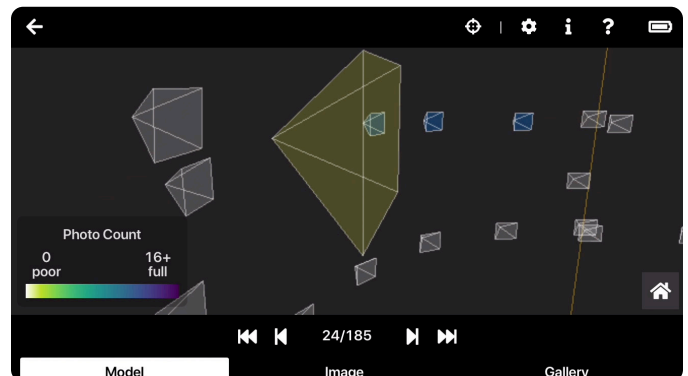 Photo Count
0 16+
poor full
24/185
Model Image Gallery